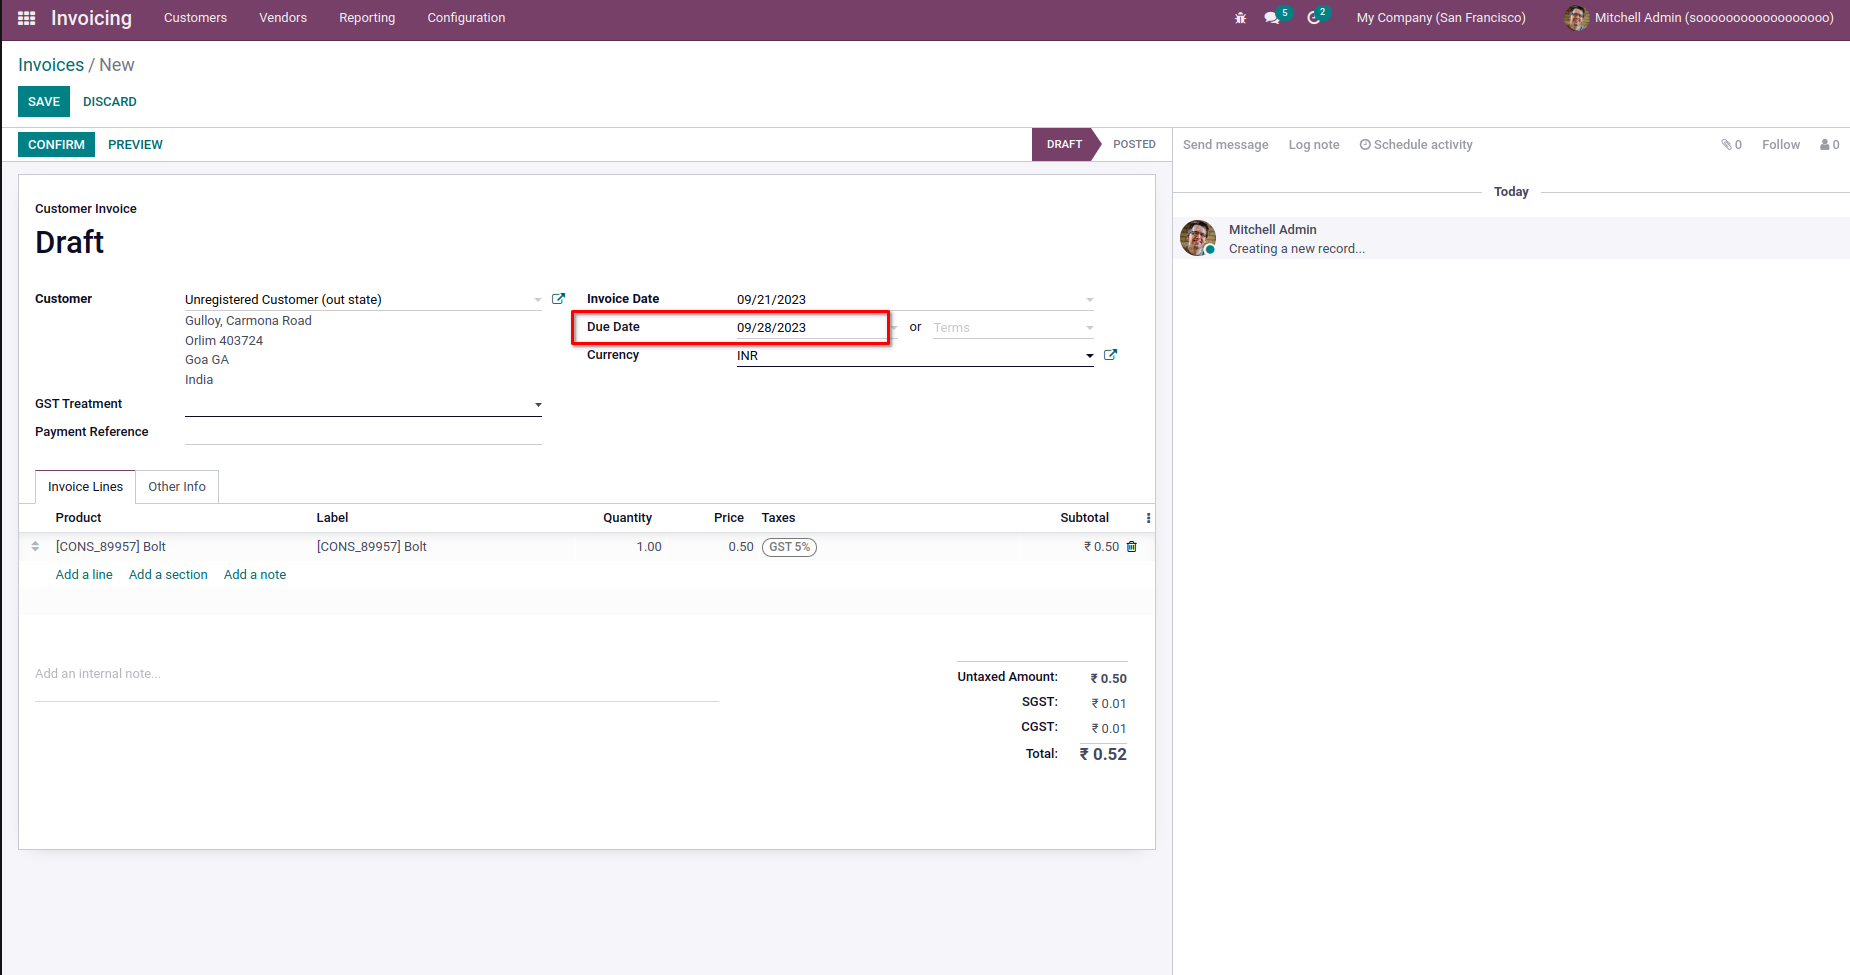 Invoicing Customers Vendors Reporting Configuration 5 2 My Company (San Francisco) Mitchell Admin (soooooooooooooooooo)
Invoices / New
SAVE DISCARD
CONFIRM PREVIEW DRAFT POSTED Send message Log note Schedule activity 0 Follow 0
Today
Mitchell Admin
Creating a new record...
Customer Invoice
Draft
Customer Unregistered Customer (out state)
Gulloy, Carmona Road
Orlim 403724
Goa GA
India
GST Treatment
Payment Reference
Invoice Date 09/21/2023
Due Date 09/28/2023 or Terms
Currency INR
Invoice Lines Other Info
Product Label Quantity Price Taxes Subtotal
[CONS_89957] Bolt [CONS_89957] Bolt 1.00 0.50 GST 5% ₹ 0.50
Add a line Add a section Add a note
Add an internal note...
Untaxed Amount: ₹ 0.50
SGST: ₹ 0.01
CGST: ₹ 0.01
Total: ₹ 0.52